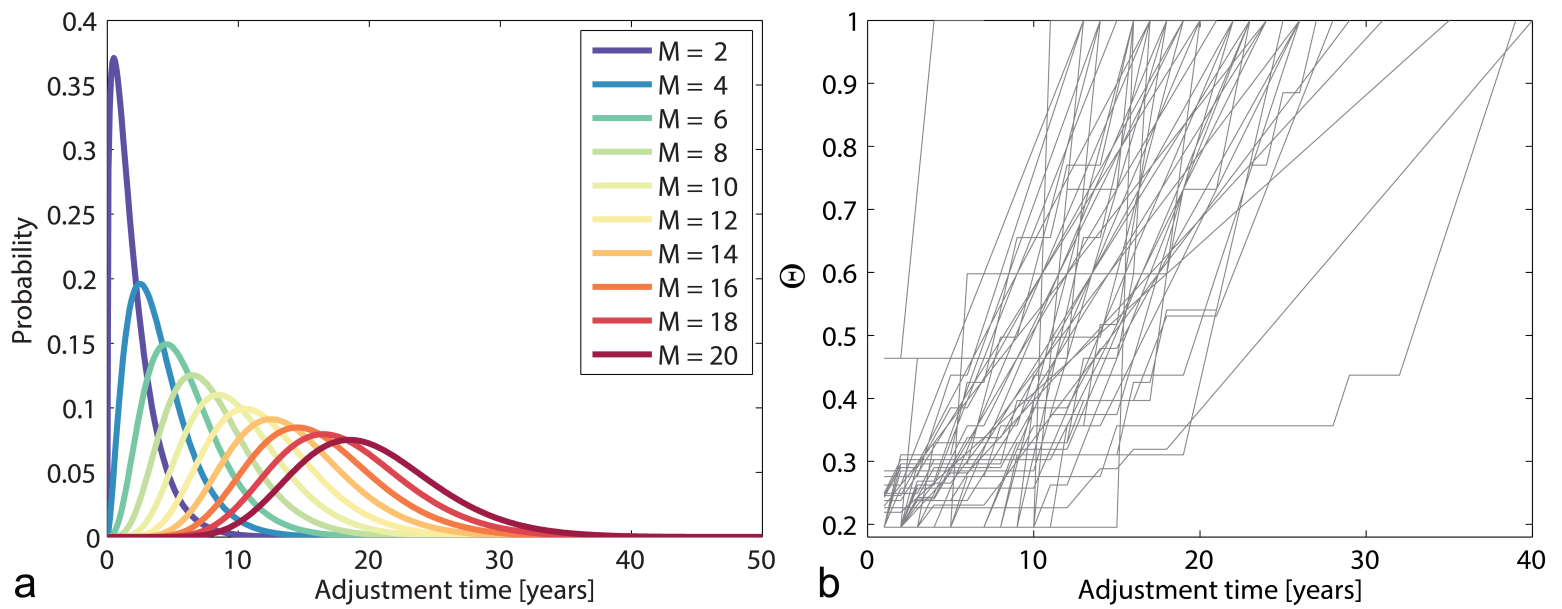 0.4
0.35
0.3
0.25
0.2
0.15
0.1
0.05
0
Probability
0 10 20 30 40 50
Adjustment time [years]
M = 2
M = 4
M = 6
M = 8
M = 10
M = 12
M = 14
M = 16
M = 18
M = 20
a
1
0.9
0.8
0.7
0.6
0.5
0.4
0.3
0.2
Θ
0 10 20 30 40
Adjustment time [years]
b